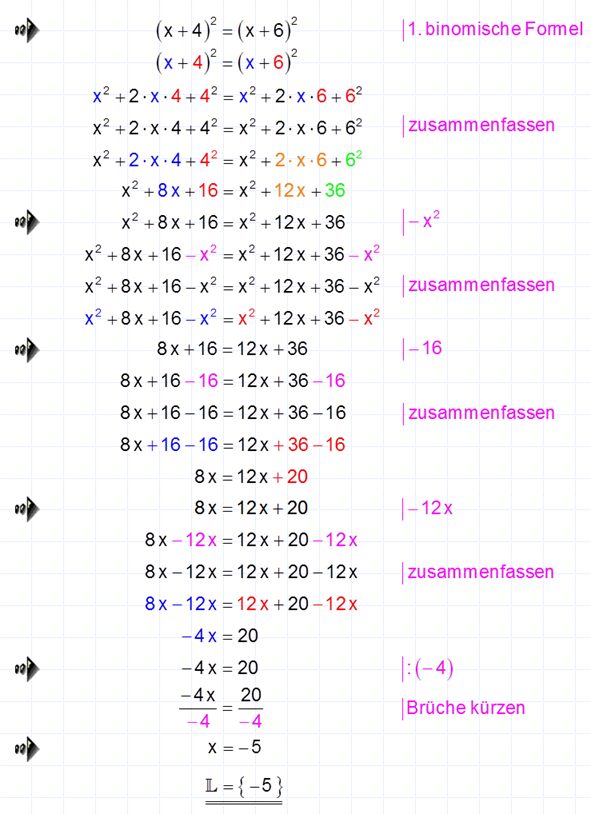 (x+4)² = (x+6)² |1. binomische Formel
(x+4)² = (x+6)²
x² + 2·x·4 + 4² = x² + 2·x·6 + 6²
x² + 2·x·4 + 4² = x² + 2·x·6 + 6² |zusammenfassen
x² + 2·x·4 + 4² = x² + 2·x·6 + 6²
x² + 8x + 16 = x² + 12x + 36
x² + 8x + 16 = x² + 12x + 36 |−x²
x² + 8x + 16 − x² = x² + 12x + 36 − x²
x² + 8x + 16 − x² = x² + 12x + 36 − x² |zusammenfassen
x² + 8x + 16 − x² = x² + 12x + 36 − x²
8x + 16 = 12x + 36 |−16
8x + 16 − 16 = 12x + 36 − 16
8x + 16 − 16 = 12x + 36 − 16 |zusammenfassen
8x + 16 − 16 = 12x + 36 − 16
8x = 12x + 20
8x = 12x + 20 |−12x
8x − 12x = 12x + 20 − 12x
8x − 12x = 12x + 20 − 12x |zusammenfassen
8x − 12x = 12x + 20 − 12x
−4x = 20
−4x = 20 |:(−4)
−4x/−4 = 20/−4 |Brüche kürzen
x = −5
𝕃 = {−5}